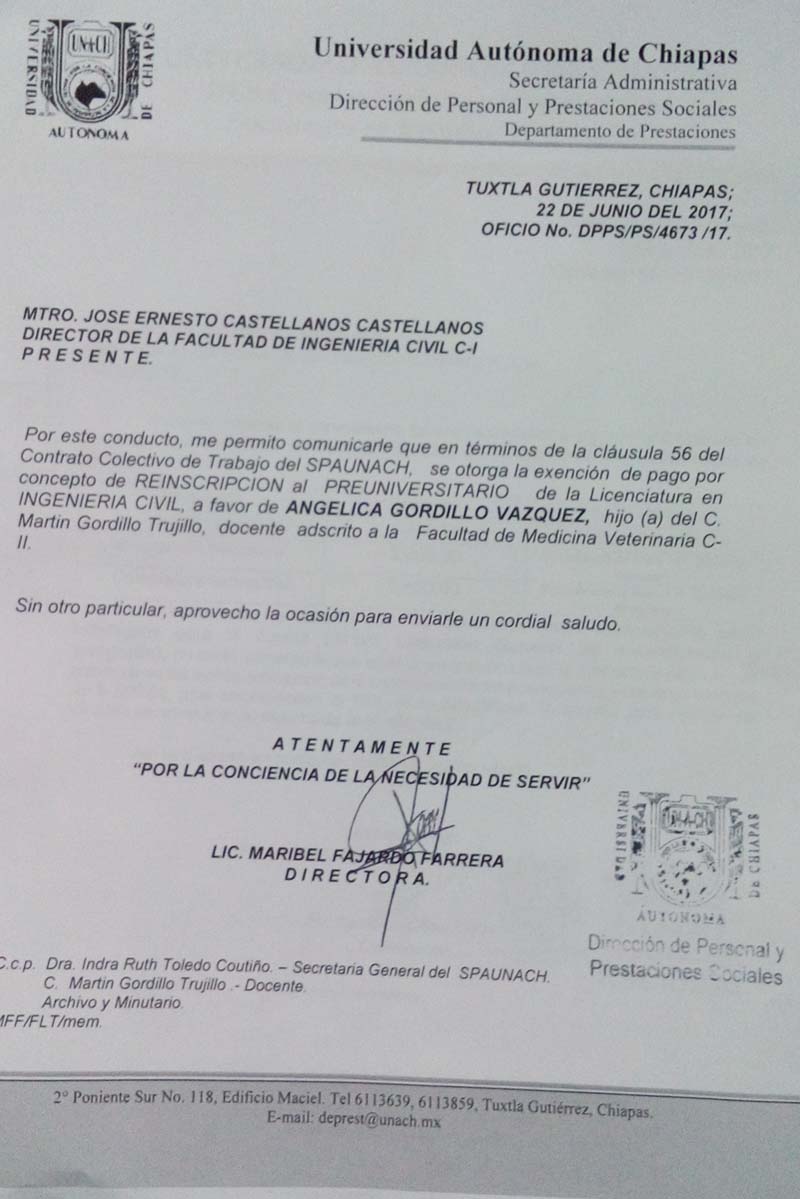 UNIVERSIDAD
UNACH
DE CHIAPAS
AUTONOMA
Universidad Autónoma de Chiapas
Secretaría Administrativa
Dirección de Personal y Prestaciones Sociales
Departamento de Prestaciones
TUXTLA GUTIERREZ, CHIAPAS;
22 DE JUNIO DEL 2017;
OFICIO No. DPPS/PS/4673 /17.
MTRO. JOSE ERNESTO CASTELLANOS CASTELLANOS
DIRECTOR DE LA FACULTAD DE INGENIERIA CIVIL C-I
P R E S E N T E.
Por este conducto, me permito comunicarle que en términos de la cláusula 56 del
Contrato Colectivo de Trabajo del SPAUNACH, se otorga la exención de pago por
concepto de REINSCRIPCION al PREUNIVERSITARIO de la Licenciatura en
INGENIERIA CIVIL, a favor de ANGELICA GORDILLO VAZQUEZ, hijo (a) del C.
Martin Gordillo Trujillo, docente adscrito a la Facultad de Medicina Veterinaria C-
II.
Sin otro particular, aprovecho la ocasión para enviarle un cordial saludo.
A T E N T A M E N T E
“POR LA CONCIENCIA DE LA NECESIDAD DE SERVIR”
LIC. MARIBEL FAJARDO FARRERA
D I R E C T O R A.
UNIVERSIDAD
UNACH
DE CHIAPAS
AUTONOMA
Dirección de Personal y
Prestaciones Sociales
C.c.p. Dra. Indra Ruth Toledo Coutiño. – Secretaria General del SPAUNACH.
C. Martin Gordillo Trujillo .- Docente.
Archivo y Minutario.
MFF/FLT/mem.
2° Poniente Sur No. 118, Edificio Maciel. Tel 6113639, 6113859, Tuxtla Gutiérrez, Chiapas.
E-mail: deprest@unach.mx